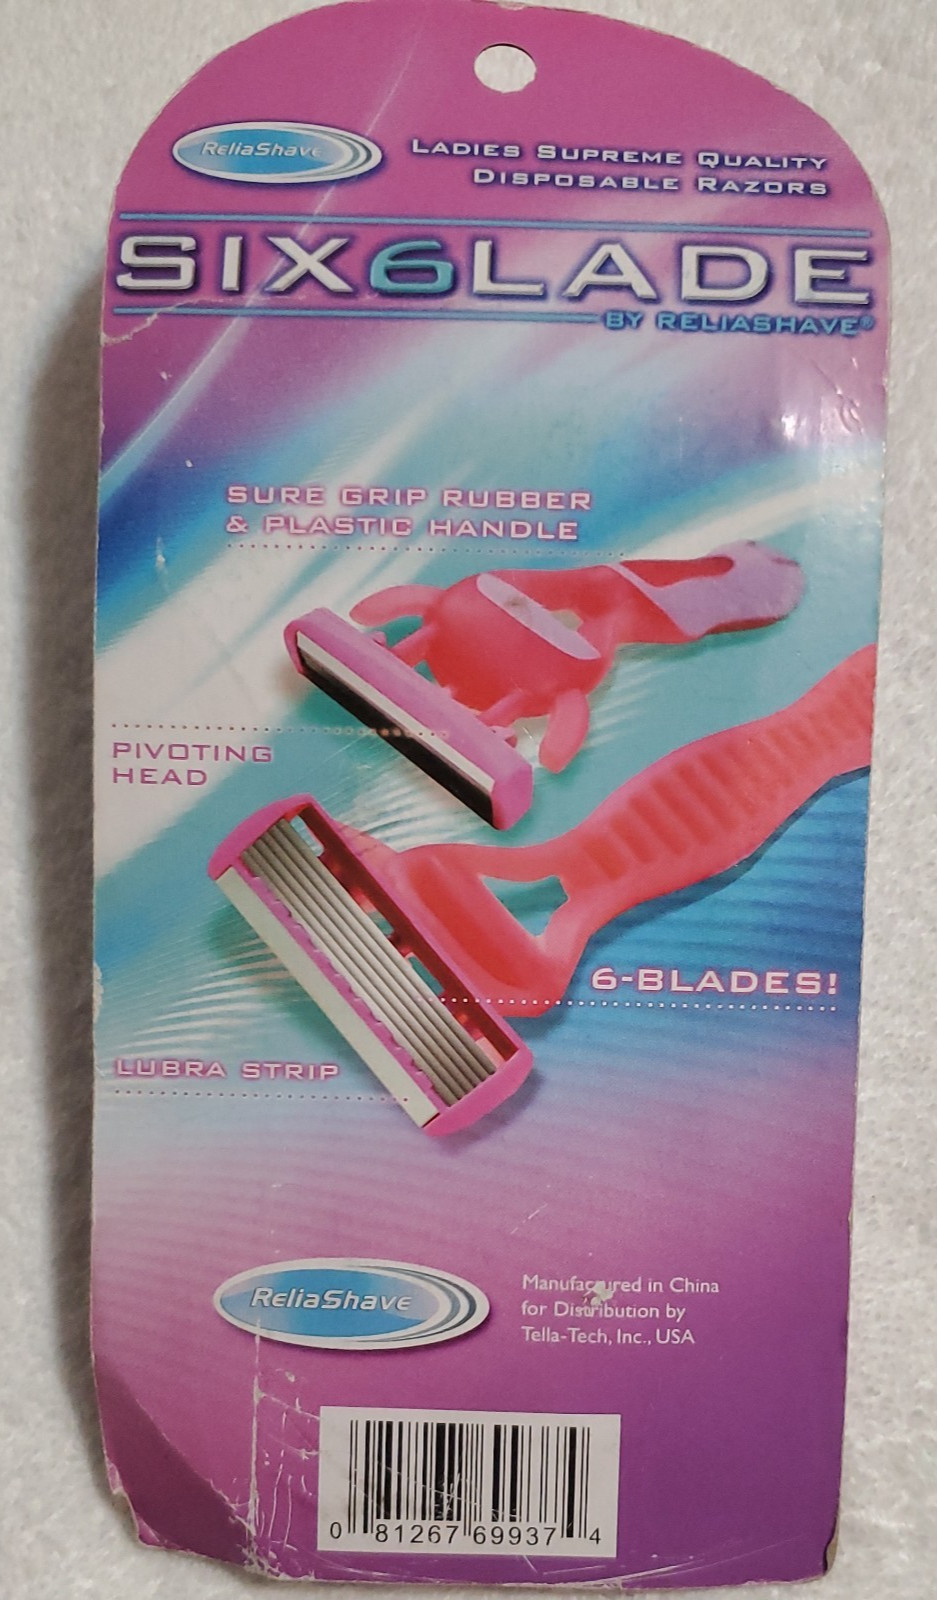 ReliaShave
LADIES SUPREME QUALITY
DISPOSABLE RAZORS
SIX6LADE
BY RELIASHAVE®
SURE GRIP RUBBER
& PLASTIC HANDLE
PIVOTING
HEAD
6-BLADES!
LUBRA STRIP
ReliaShave
Manufactured in China
for Distribution by
Tella-Tech, Inc., USA
0 81267 69937 4